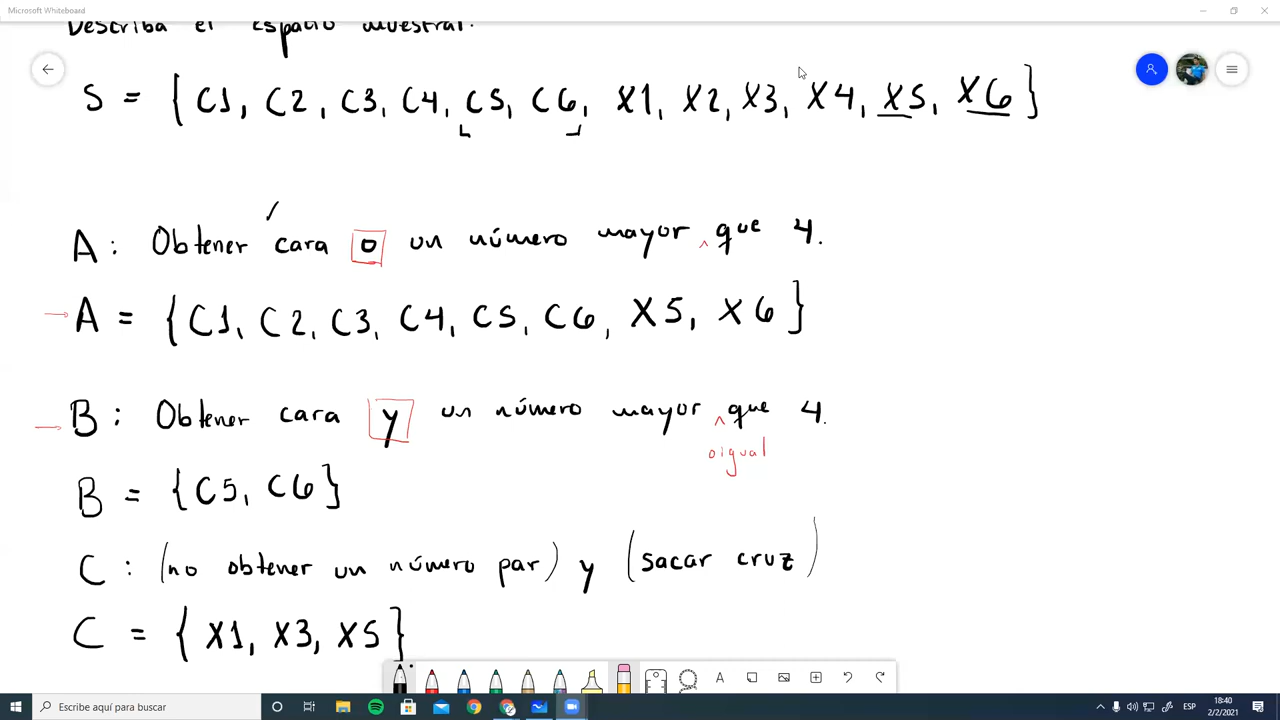 Microsoft Whiteboard
Describa el espacio muestral.
S = { C1, C2, C3, C4, C5, C6, X1, X2, X3, X4, X5, X6 }
A: Obtener cara o un número mayor ^ que 4.
→ A = { C1, C2, C3, C4, C5, C6, X5, X6 }
→ B: Obtener cara y un número mayor ^ que 4.
o igual
B = { C5, C6 }
C: (no obtener un número par) y (sacar cruz)
C = { X1, X3, X5 }
A
Escribe aquí para buscar
ESP
18:40
2/2/2021